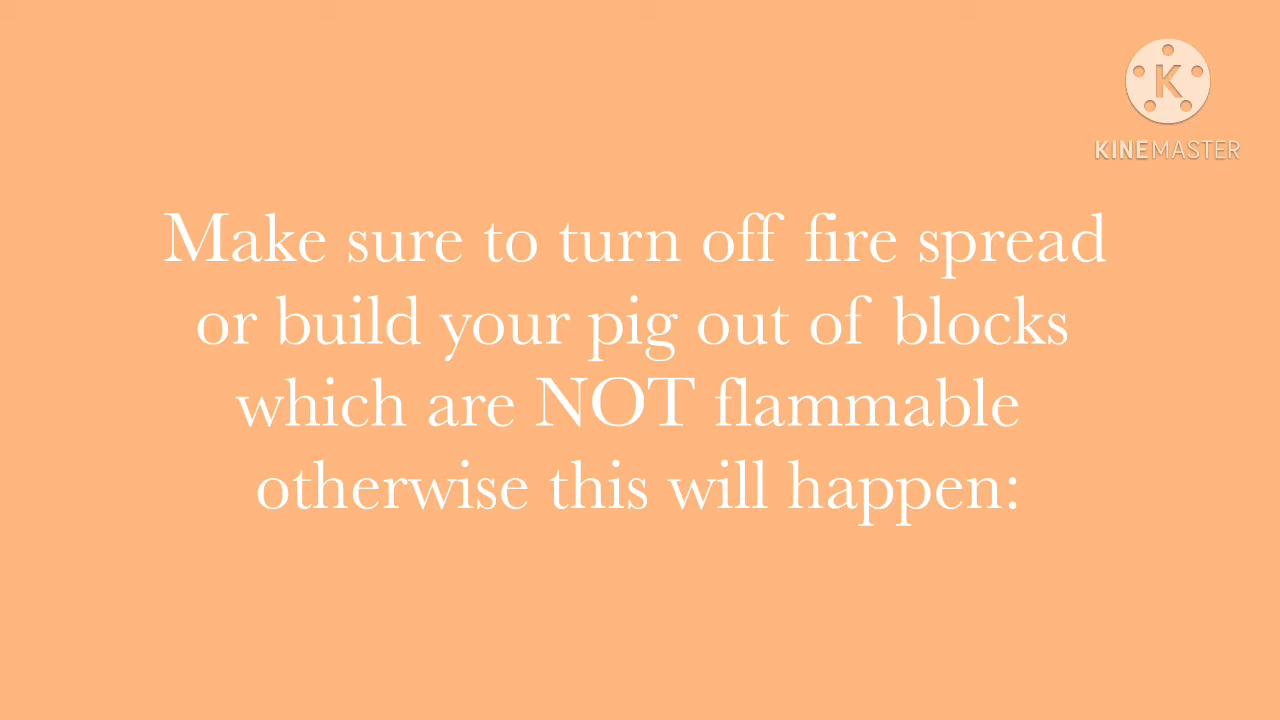 K
KINEMASTER
Make sure to turn off fire spread
or build your pig out of blocks
which are NOT flammable
otherwise this will happen: